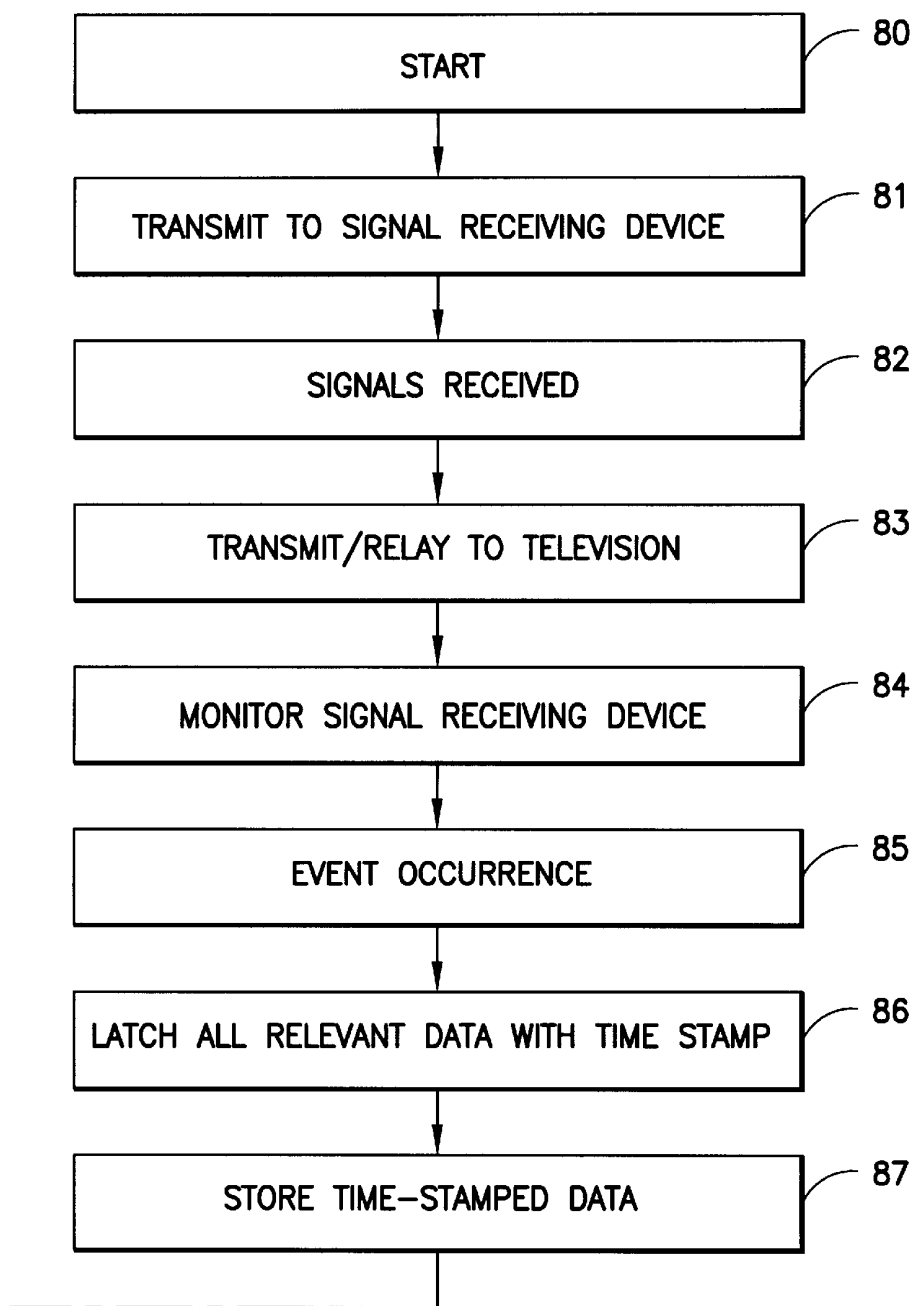 START
80
TRANSMIT TO SIGNAL RECEIVING DEVICE
81
SIGNALS RECEIVED
82
TRANSMIT/RELAY TO TELEVISION
83
MONITOR SIGNAL RECEIVING DEVICE
84
EVENT OCCURRENCE
85
LATCH ALL RELEVANT DATA WITH TIME STAMP
86
STORE TIME-STAMPED DATA
87